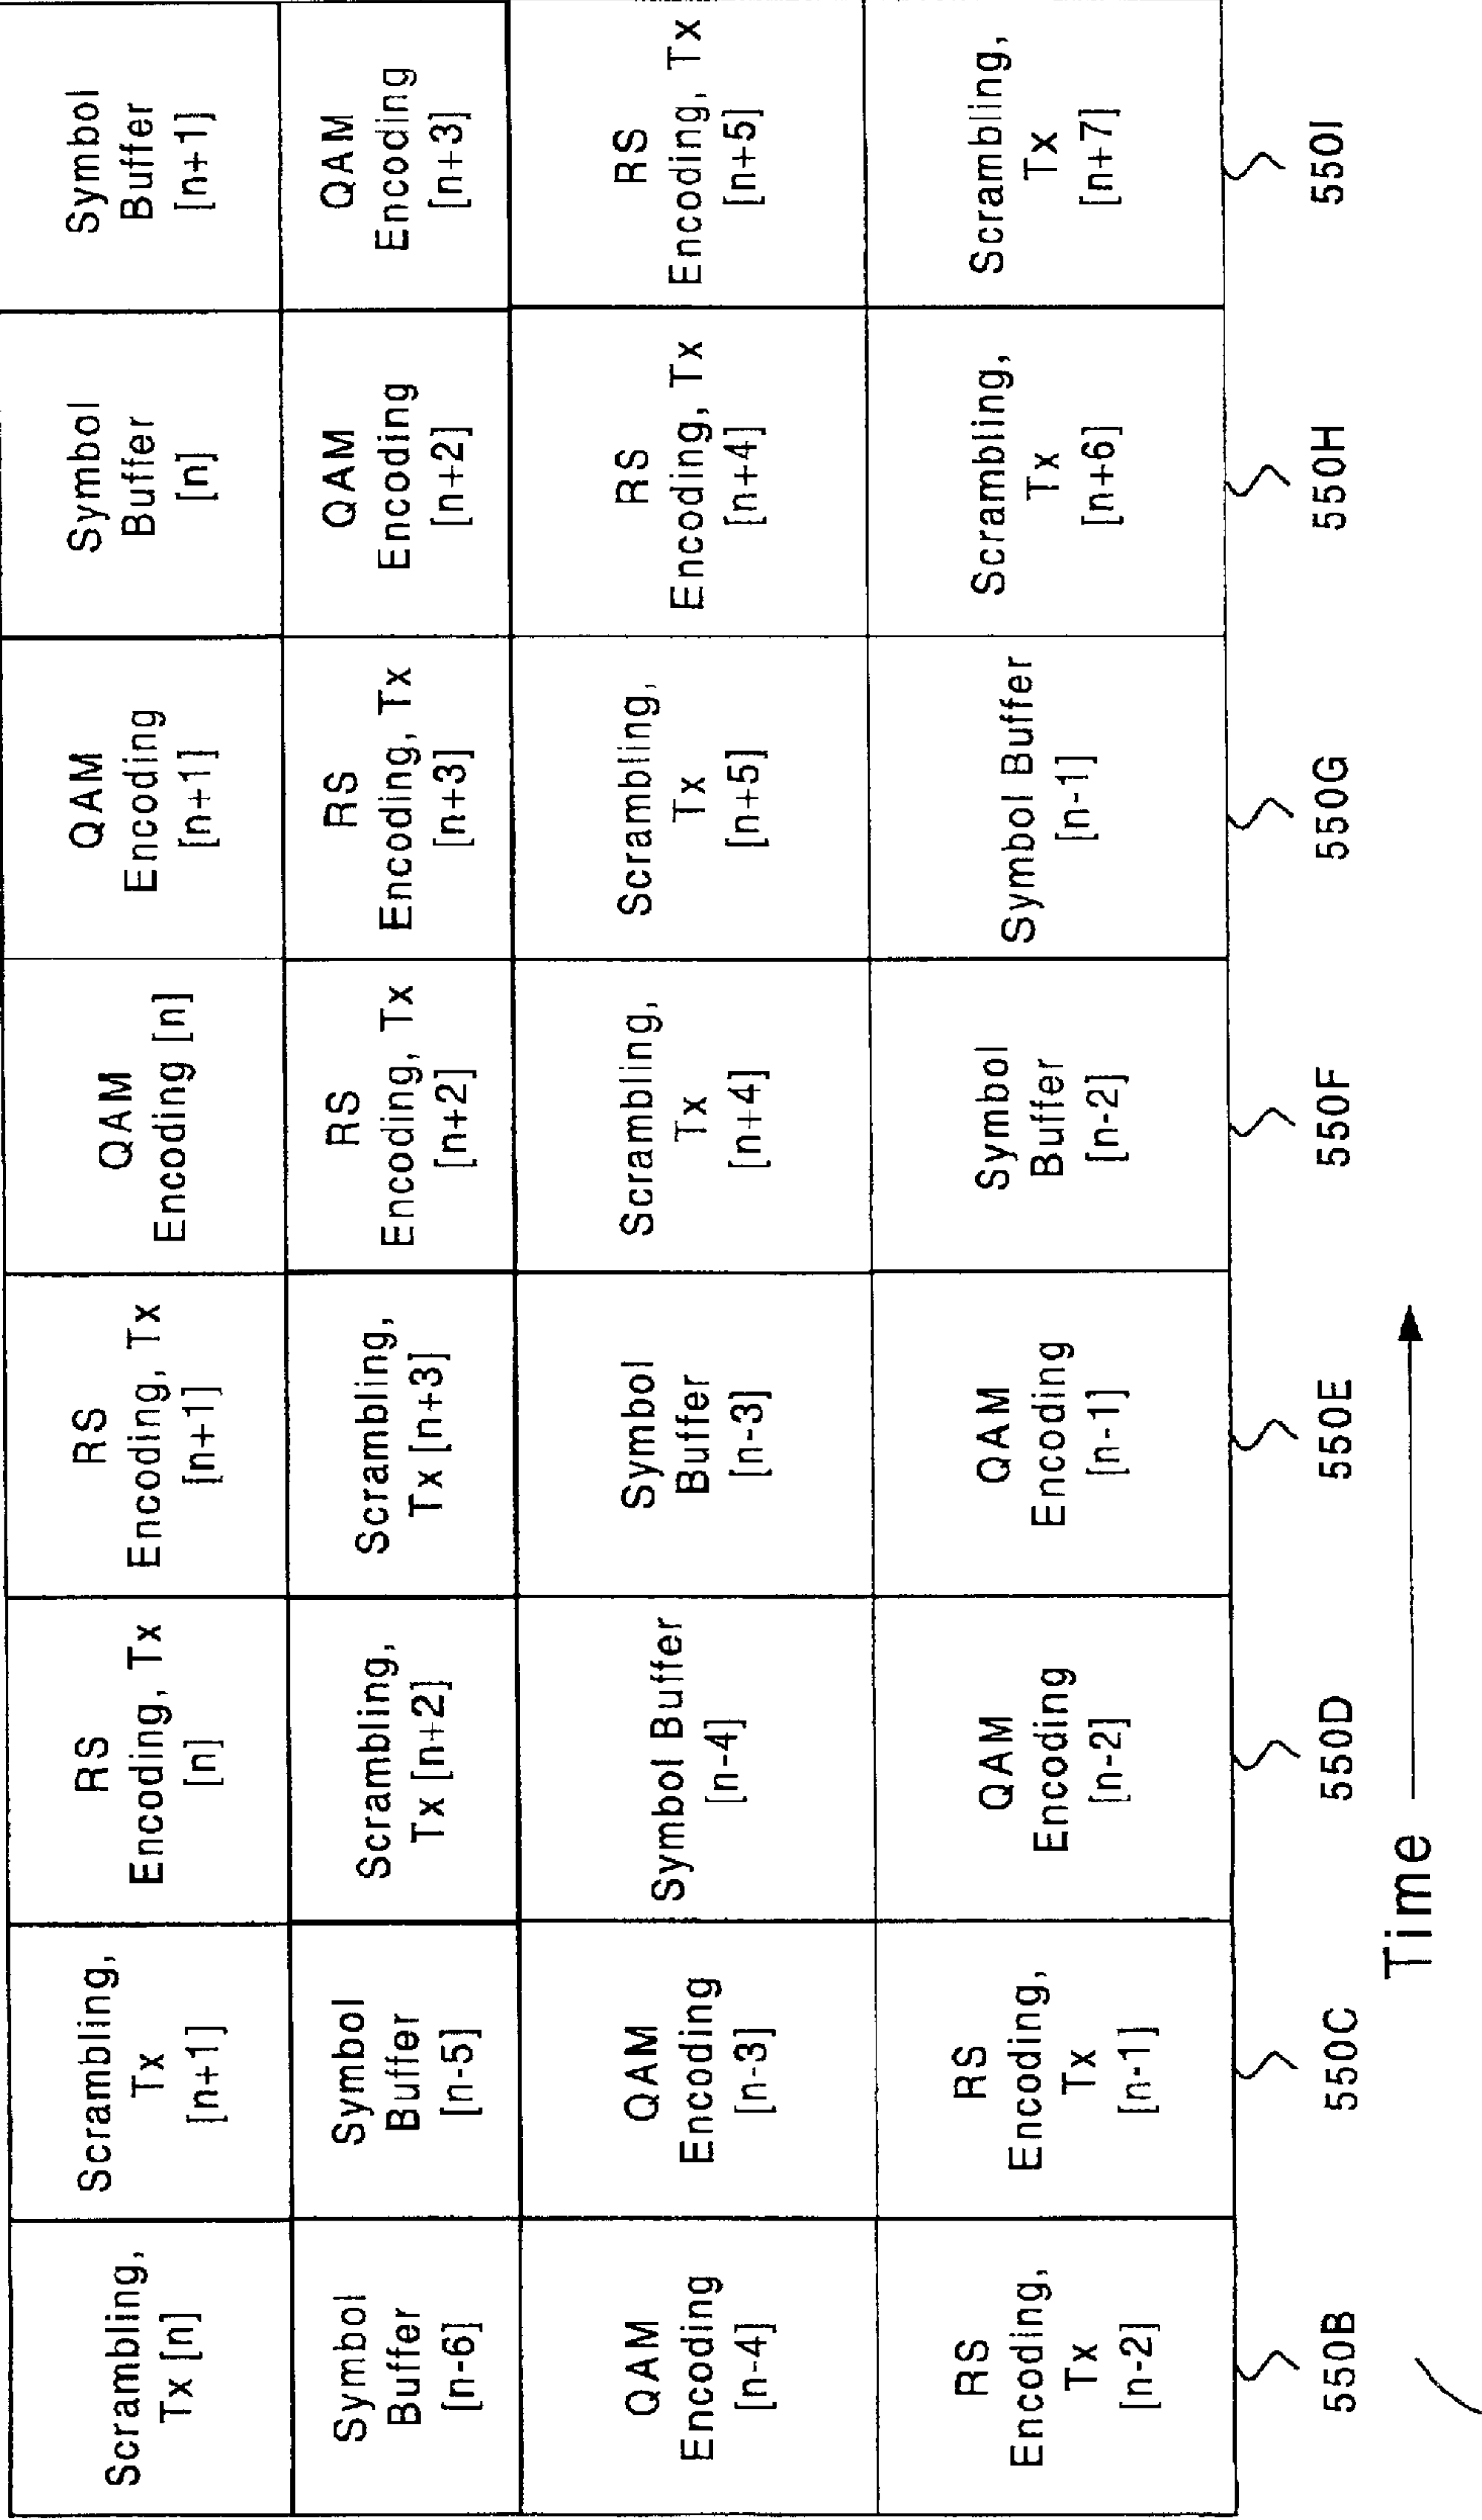 Scrambling,
Tx [n]
Scrambling,
Tx
[n+1]
RS
Encoding, Tx
[n]
RS
Encoding, Tx
[n+1]
QAM
Encoding [n]
QAM
Encoding
[n+1]
Symbol
Buffer
[n]
Symbol
Buffer
[n+1]
Symbol
Buffer
[n-6]
Symbol
Buffer
[n-5]
Scrambling,
Tx [n+2]
Scrambling,
Tx [n+3]
RS
Encoding, Tx
[n+2]
RS
Encoding, Tx
[n+3]
QAM
Encoding
[n+2]
QAM
Encoding
[n+3]
QAM
Encoding
[n-4]
QAM
Encoding
[n-3]
Symbol Buffer
[n-4]
Symbol
Buffer
[n-3]
Scrambling,
Tx
[n+4]
Scrambling,
Tx
[n+5]
RS
Encoding, Tx
[n+4]
RS
Encoding, Tx
[n+5]
RS
Encoding,
Tx
[n-2]
RS
Encoding,
Tx
[n-1]
QAM
Encoding
[n-2]
QAM
Encoding
[n-1]
Symbol
Buffer
[n-2]
Symbol Buffer
[n-1]
Scrambling,
Tx
[n+6]
Scrambling,
Tx
[n+7]
550B
550C
550D
550E
550F
550G
550H
550I
Time